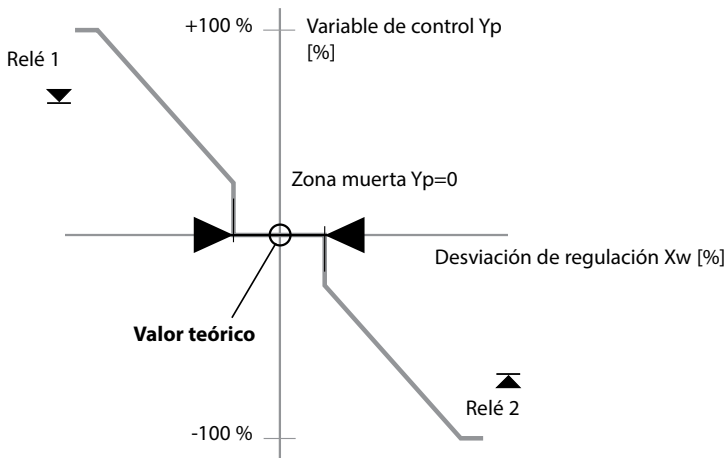 +100 %
Variable de control Yp
[%]
Relé 1
Zona muerta Yp=0
Desviación de regulación Xw [%]
Valor teórico
Relé 2
-100 %